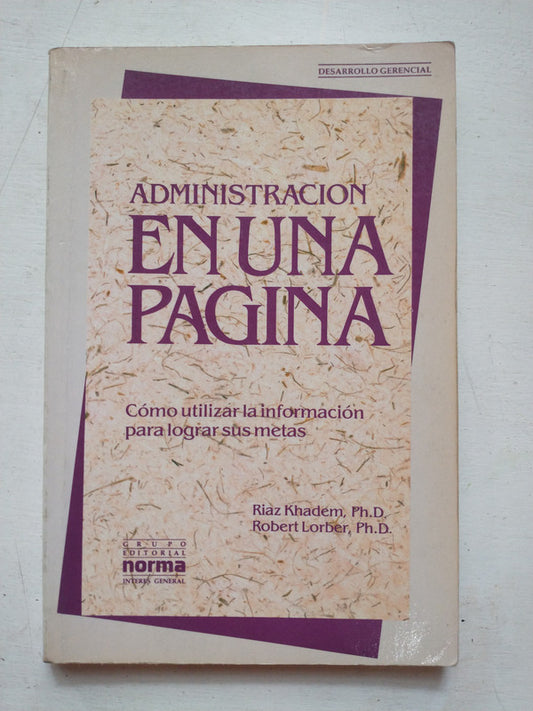 DESARROLLO GERENCIAL
ADMINISTRACION
EN UNA
PAGINA
Cómo utilizar la información
para lograr sus metas
Riaz Khadem, Ph.D.
Robert Lorber, Ph.D.
GRUPO
EDITORIAL
norma
INTERES GENERAL